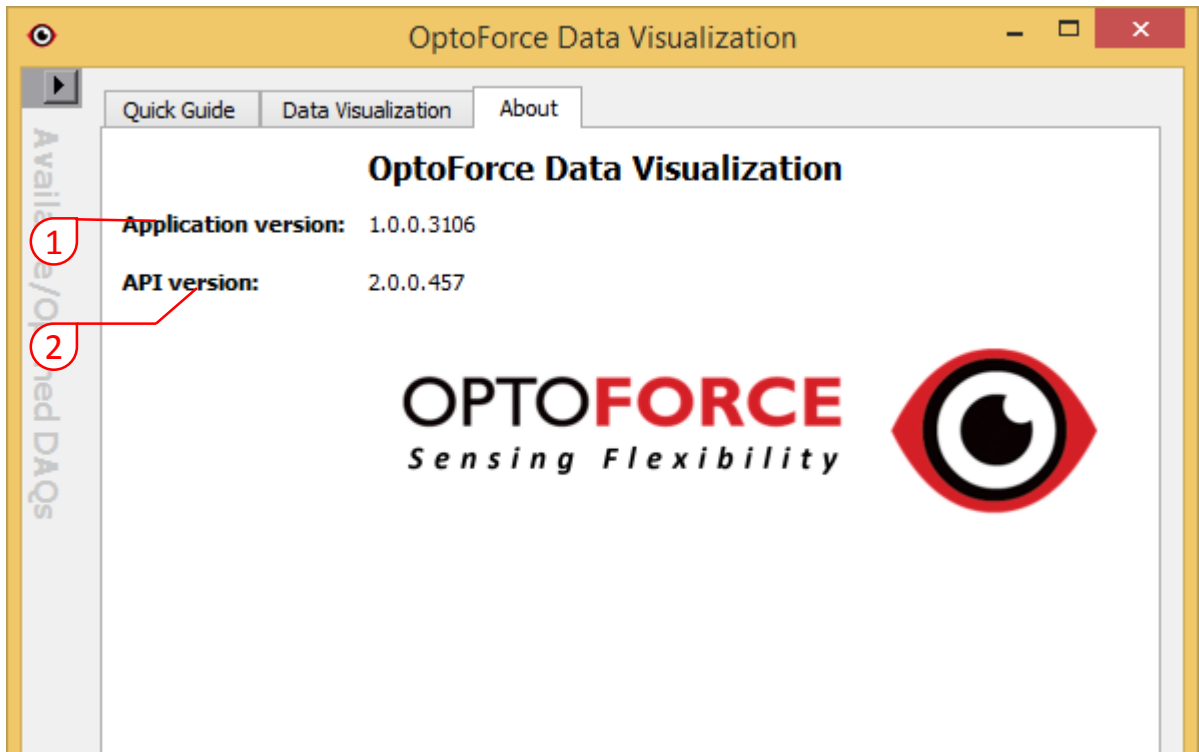 OptoForce Data Visualization
Quick Guide
Data Visualization
About
OptoForce Data Visualization
Application version: 1.0.0.3106
1
API version: 2.0.0.457
2
OPTOFORCE
Sensing Flexibility